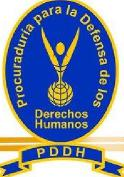 Procuraduría para la Defensa de los
Derechos
Humanos
PDDH